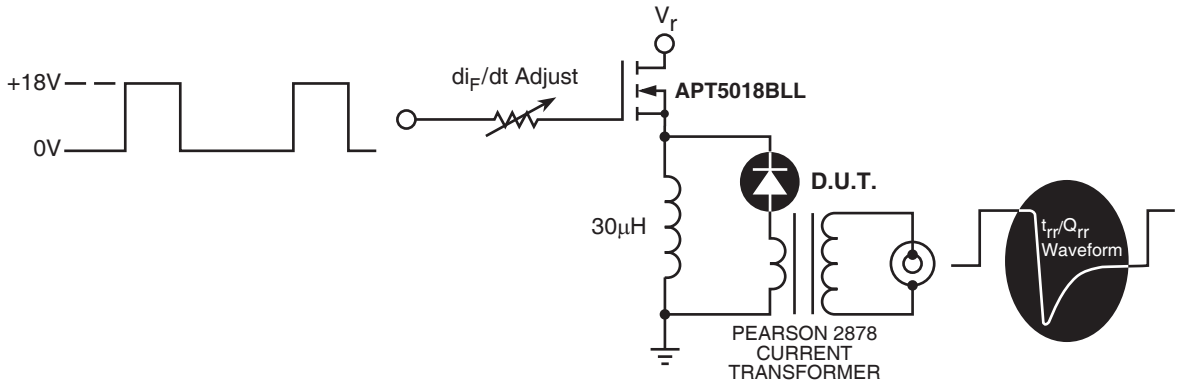 V_r
+18V
0V
di_F/dt Adjust
APT5018BLL
D.U.T.
30μH
t_rr/Q_rr
Waveform
PEARSON 2878
CURRENT
TRANSFORMER